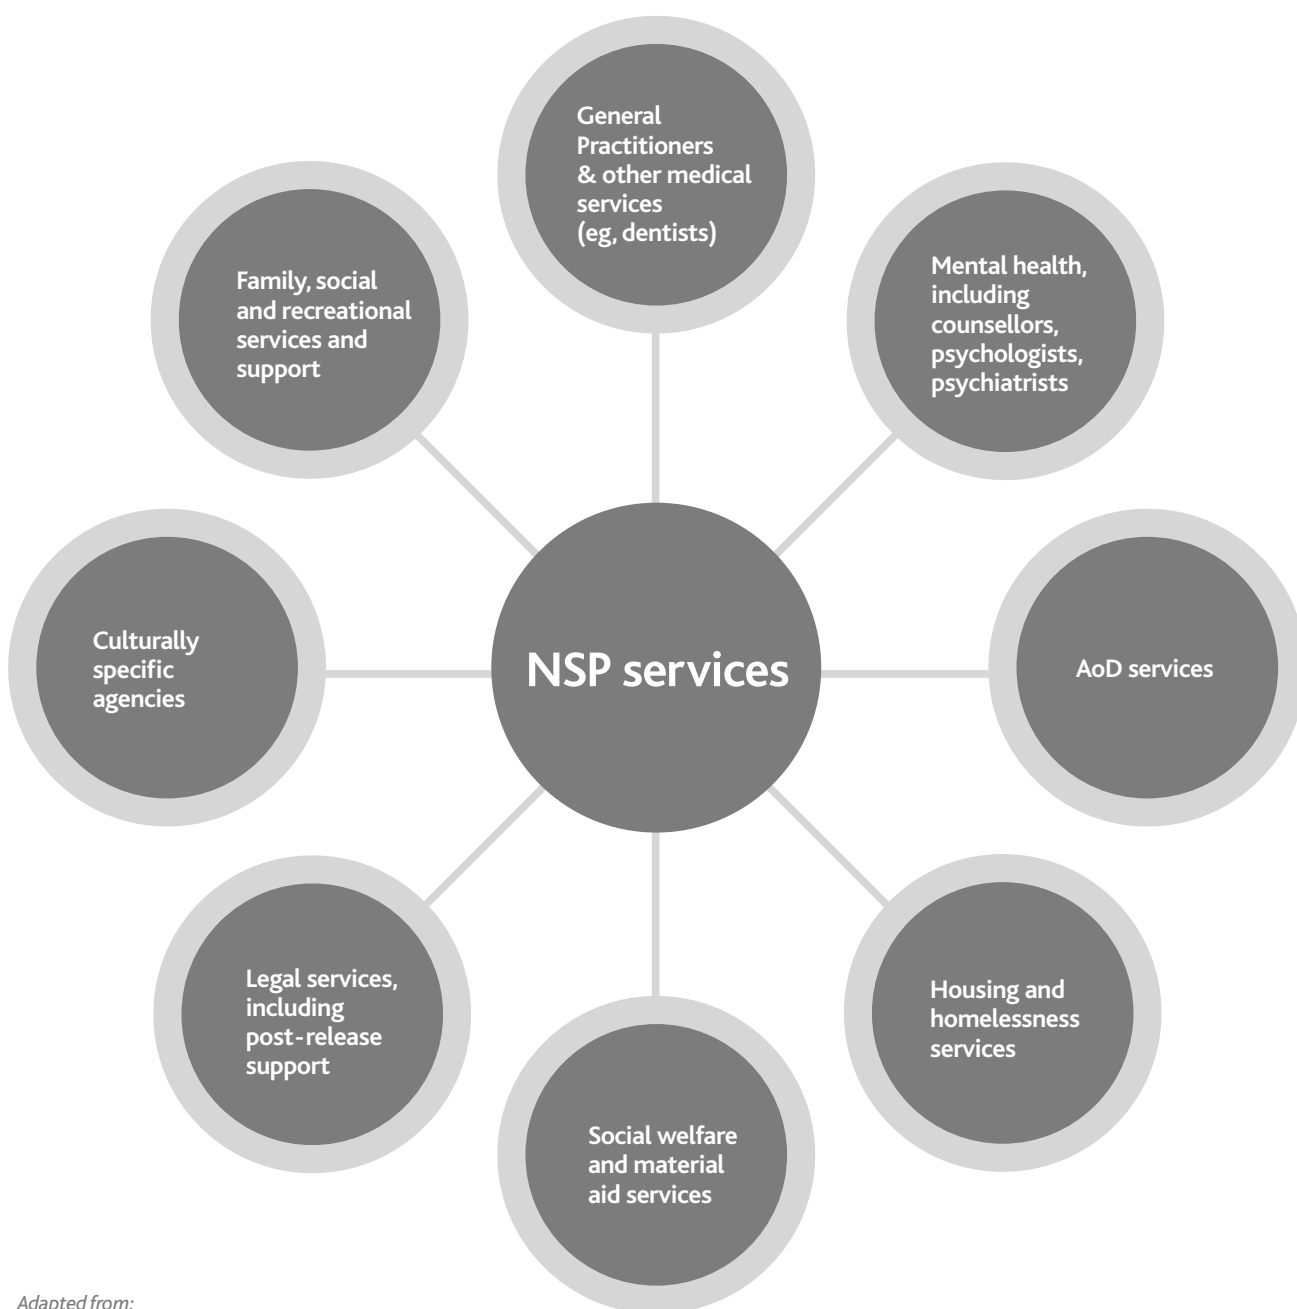 General
Practitioners
& other medical
services
(eg, dentists)
Family, social
and recreational
services and
support
Mental health,
including
counsellors,
psychologists,
psychiatrists
Culturally
specific
agencies
NSP services
AoD services
Legal services,
including
post-release
support
Housing and
homelessness
services
Social welfare
and material
aid services
Adapted from: